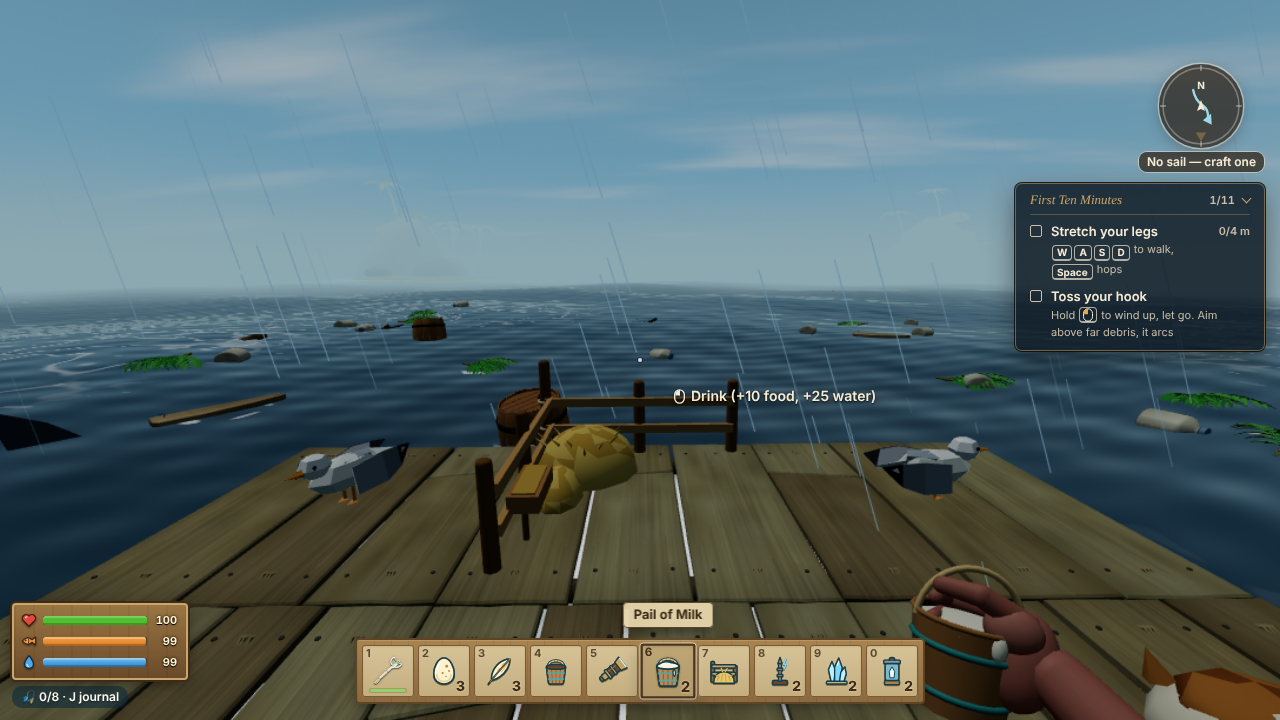 N
No sail — craft one
First Ten Minutes 1/11
Stretch your legs 0/4 m
W A S D to walk,
Space hops
Toss your hook
Hold to wind up, let go. Aim
above far debris, it arcs
Drink (+10 food, +25 water)
Pail of Milk
100
99
99
0/8 · J journal
1 2 3 4 5 6 7 8 9 0
3 3 2 2 2 2